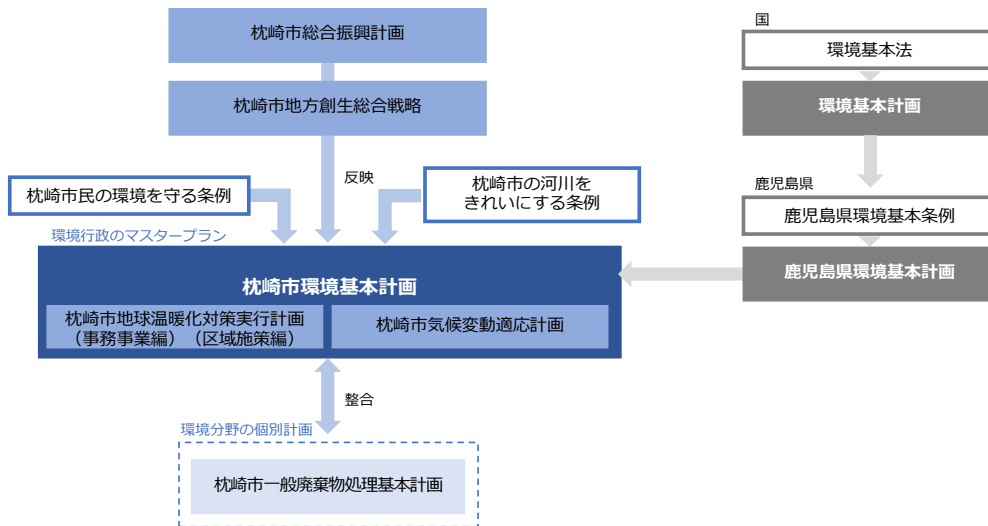 枕崎市総合振興計画
枕崎市地方創生総合戦略
反映
枕崎市民の環境を守る条例
枕崎市の河川を
きれいにする条例
環境行政のマスタープラン
枕崎市環境基本計画
枕崎市地球温暖化対策実行計画
（事務事業編）（区域施策編）
枕崎市気候変動適応計画
整合
環境分野の個別計画
枕崎市一般廃棄物処理基本計画
国
環境基本法
環境基本計画
鹿児島県
鹿児島県環境基本条例
鹿児島県環境基本計画